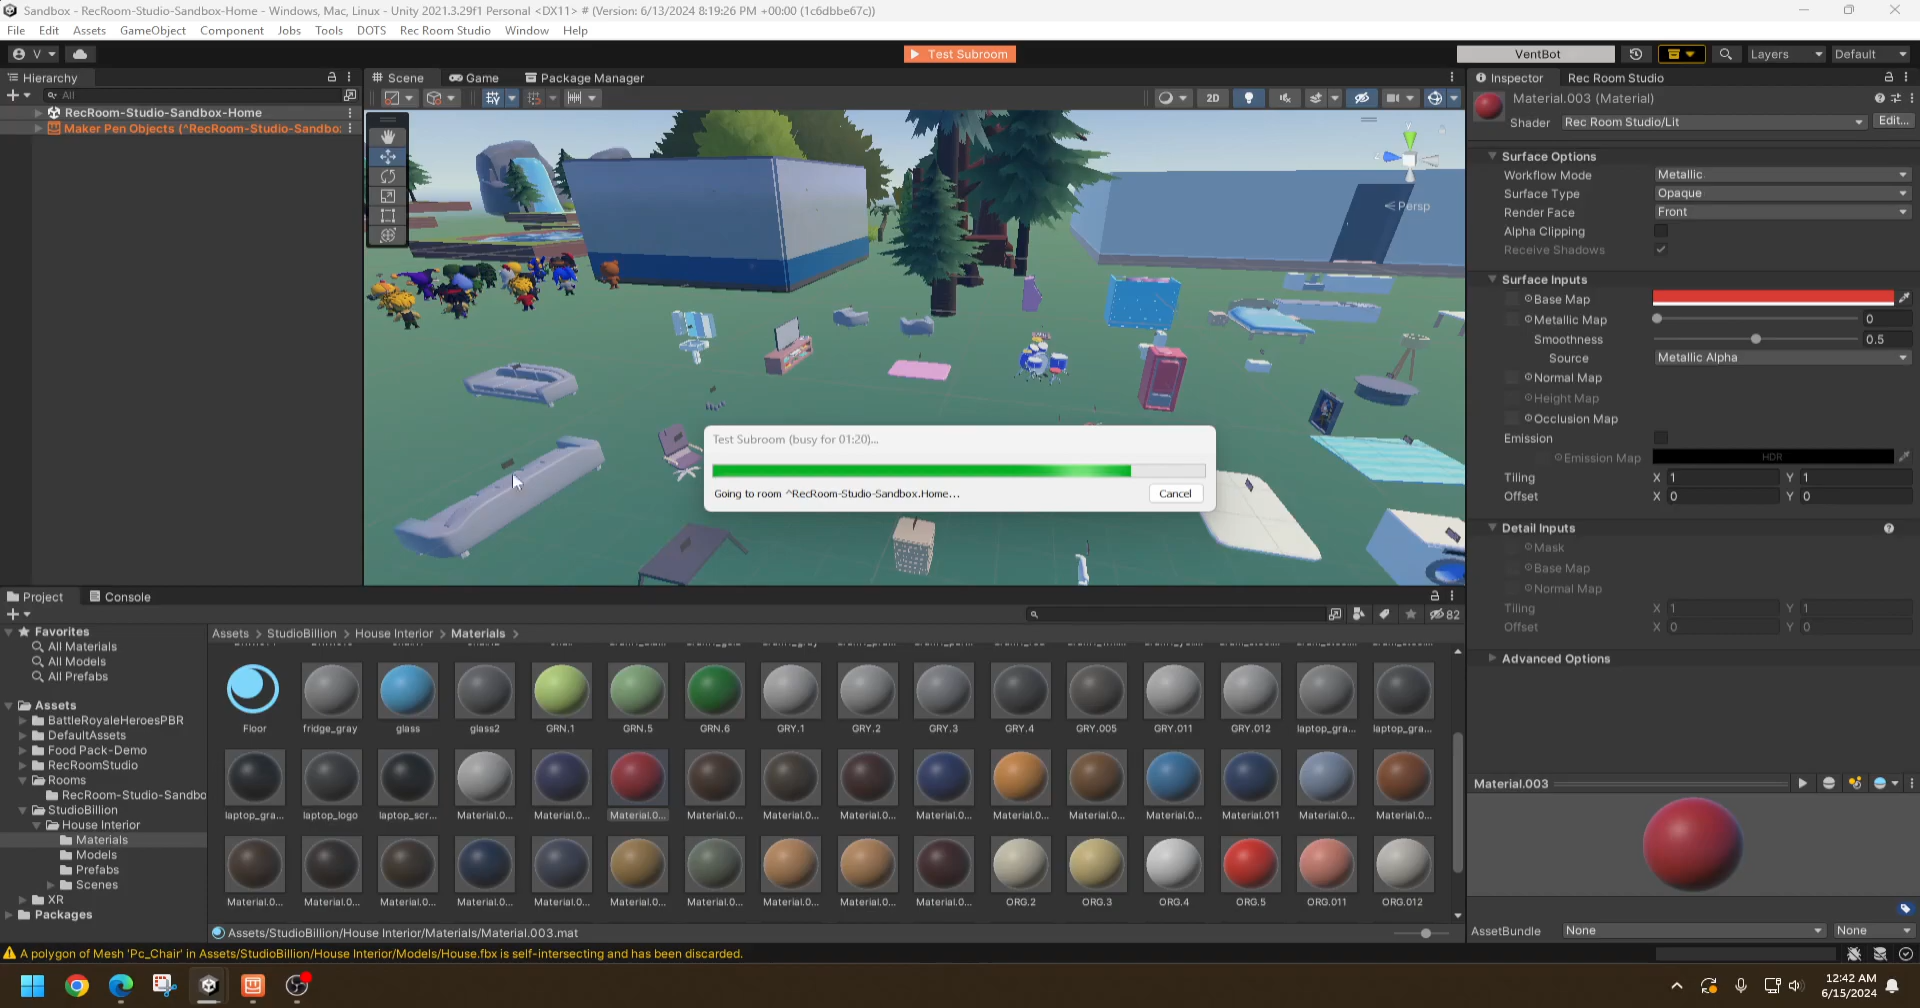 Sandbox - RecRoom-Studio-Sandbox-Home - Windows, Mac, Linux - Unity 2021.3.29f1 Personal <DX11> # (Version: 6/13/2024 8:19:26 PM +00:00 (1c6dbbe67c))
File Edit Assets GameObject Component Jobs Tools DOTS Rec Room Studio Window Help
V Test Subroom VentBot Layers Default
Hierarchy Scene Game Package Manager Inspector Rec Room Studio
All 2D Material.003 (Material)
RecRoom-Studio-Sandbox-Home
Shader Rec Room Studio/Lit Edit...
Maker Pen Objects (^RecRoom-Studio-Sandbo
Persp
Surface Options
Workflow Mode Metallic
Surface Type Opaque
Render Face Front
Alpha Clipping
Receive Shadows
Surface Inputs
Base Map
Metallic Map 0
Smoothness 0.5
Source Metallic Alpha
Normal Map
Height Map
Occlusion Map
Emission
Emission Map HDR
Tiling X 1 Y 1
Offset X 0 Y 0
Detail Inputs
Mask
Base Map
Normal Map
Tiling X 1 Y 1
Offset X 0 Y 0
Advanced Options
Test Subroom (busy for 01:20)...
Going to room ^RecRoom-Studio-Sandbox.Home...
Cancel
Project Console
82
Favorites
All Materials
All Models
All Prefabs
Assets
BattleRoyaleHeroesPBR
DefaultAssets
Food Pack-Demo
RecRoomStudio
Rooms
RecRoom-Studio-Sandbo
StudioBillion
House Interior
Materials
Models
Prefabs
Scenes
XR
Packages
Assets > StudioBillion > House Interior > Materials >
Floor fridge_gray glass glass2 GRN.1 GRN.5 GRN.6 GRY.1 GRY.2 GRY.3 GRY.4 GRY.005 GRY.011 GRY.012 laptop_gra... laptop_gra...
laptop_gra... laptop_logo laptop_scr... Material.0... Material.0... Material.0... Material.0... Material.0... Material.0... Material.0... Material.0... Material.0... Material.0... Material.011 Material.0... Material.0...
Material.0... Material.0... Material.0... Material.0... Material.0... Material.0... Material.0... Material.0... Material.0... Material.0... ORG.2 ORG.3 ORG.4 ORG.5 ORG.011 ORG.012
Assets/StudioBillion/House Interior/Materials/Material.003.mat
Material.003
AssetBundle None None
A polygon of Mesh 'Pc_Chair' in Assets/StudioBillion/House Interior/Models/House.fbx is self-intersecting and has been discarded.
12:42 AM
6/15/2024